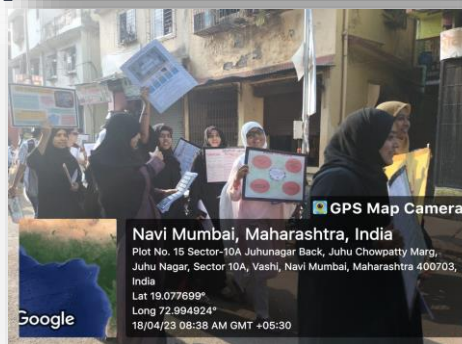 GPS Map Camera
Navi Mumbai, Maharashtra, India
Plot No. 15 Sector-10A Juhunagar Back, Juhu Chowpatty Marg,
Juhu Nagar, Sector 10A, Vashi, Navi Mumbai, Maharashtra 400703,
India
Lat 19.077699°
Long 72.994924°
18/04/23 08:38 AM GMT +05:30
Google